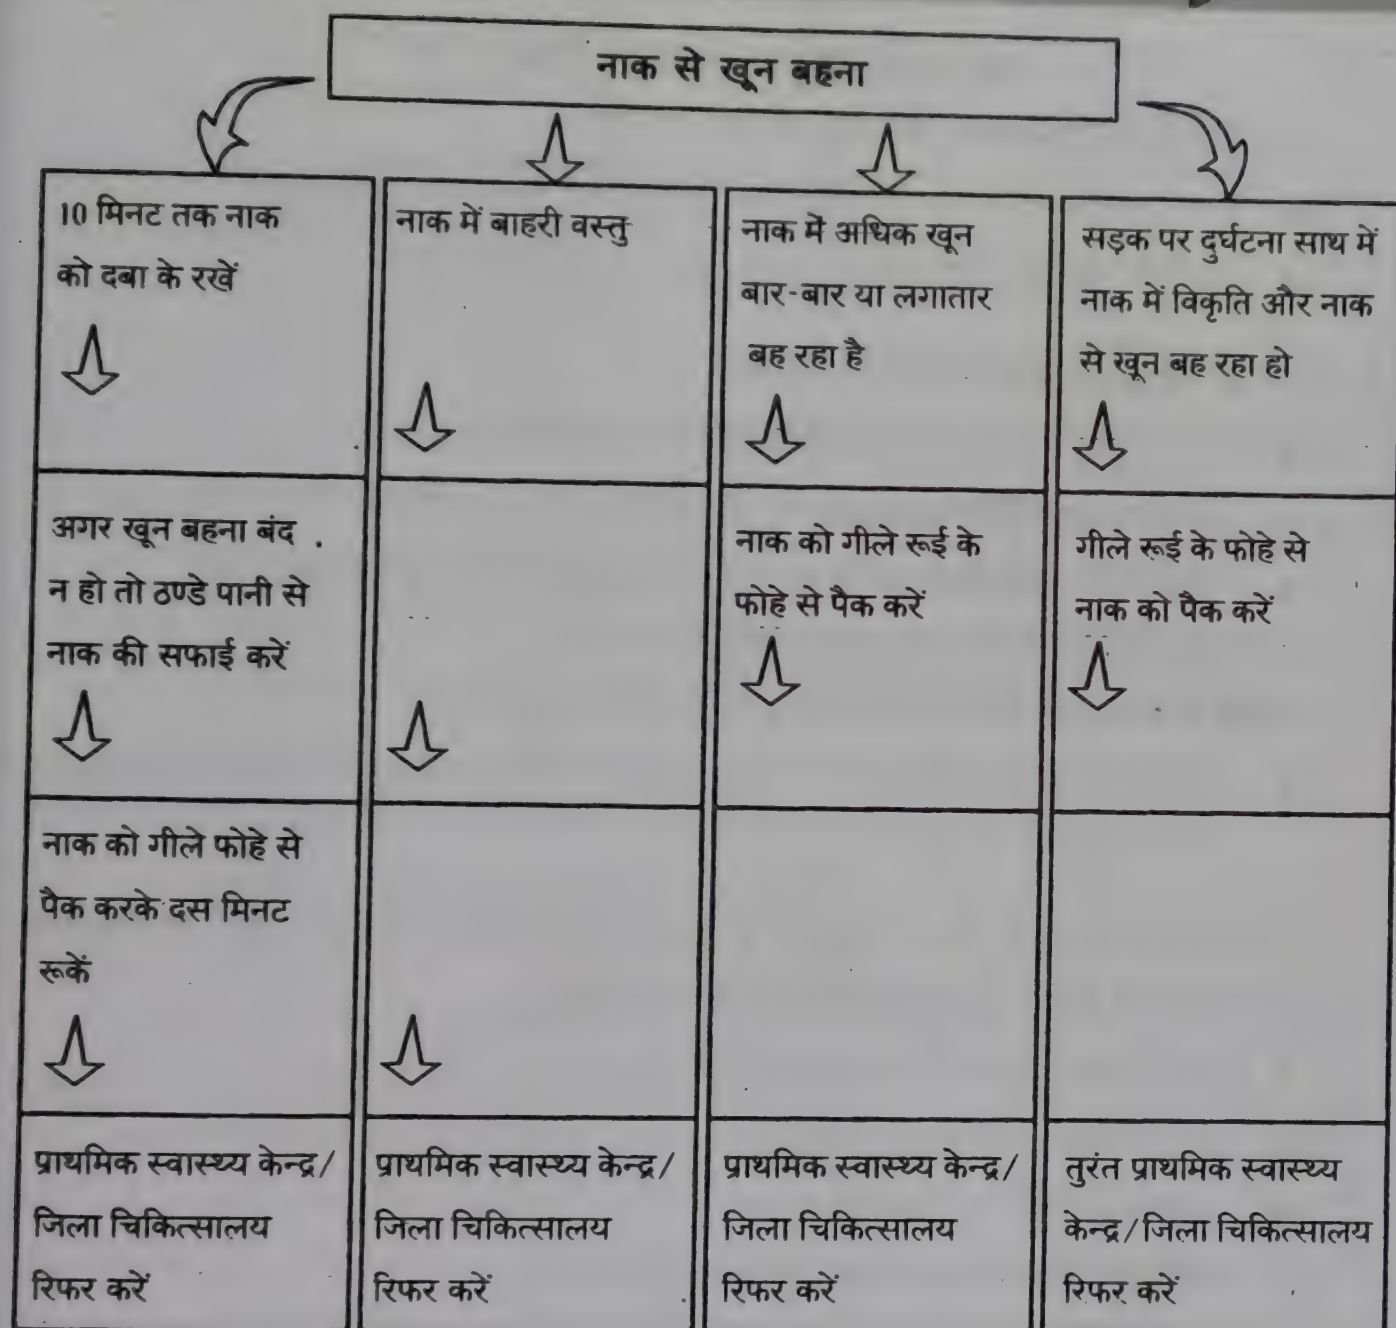 नाक से खून बहना
10 मिनट तक नाक
को दबा के रखें
अगर खून बहना बंद
न हो तो ठण्डे पानी से
नाक की सफाई करें
नाक को गीले फोहे से
पैक करके दस मिनट
रूकें
प्राथमिक स्वास्थ्य केन्द्र/
जिला चिकित्सालय
रिफर करें
नाक में बाहरी वस्तु
प्राथमिक स्वास्थ्य केन्द्र/
जिला चिकित्सालय
रिफर करें
नाक में अधिक खून
बार-बार या लगातार
बह रहा है
नाक को गीले रूई के
फोहे से पैक करें
प्राथमिक स्वास्थ्य केन्द्र/
जिला चिकित्सालय
रिफर करें
सड़क पर दुर्घटना साथ में
नाक में विकृति और नाक
से खून बह रहा हो
गीले रूई के फोहे से
नाक को पैक करें
तुरंत प्राथमिक स्वास्थ्य
केन्द्र/जिला चिकित्सालय
रिफर करें